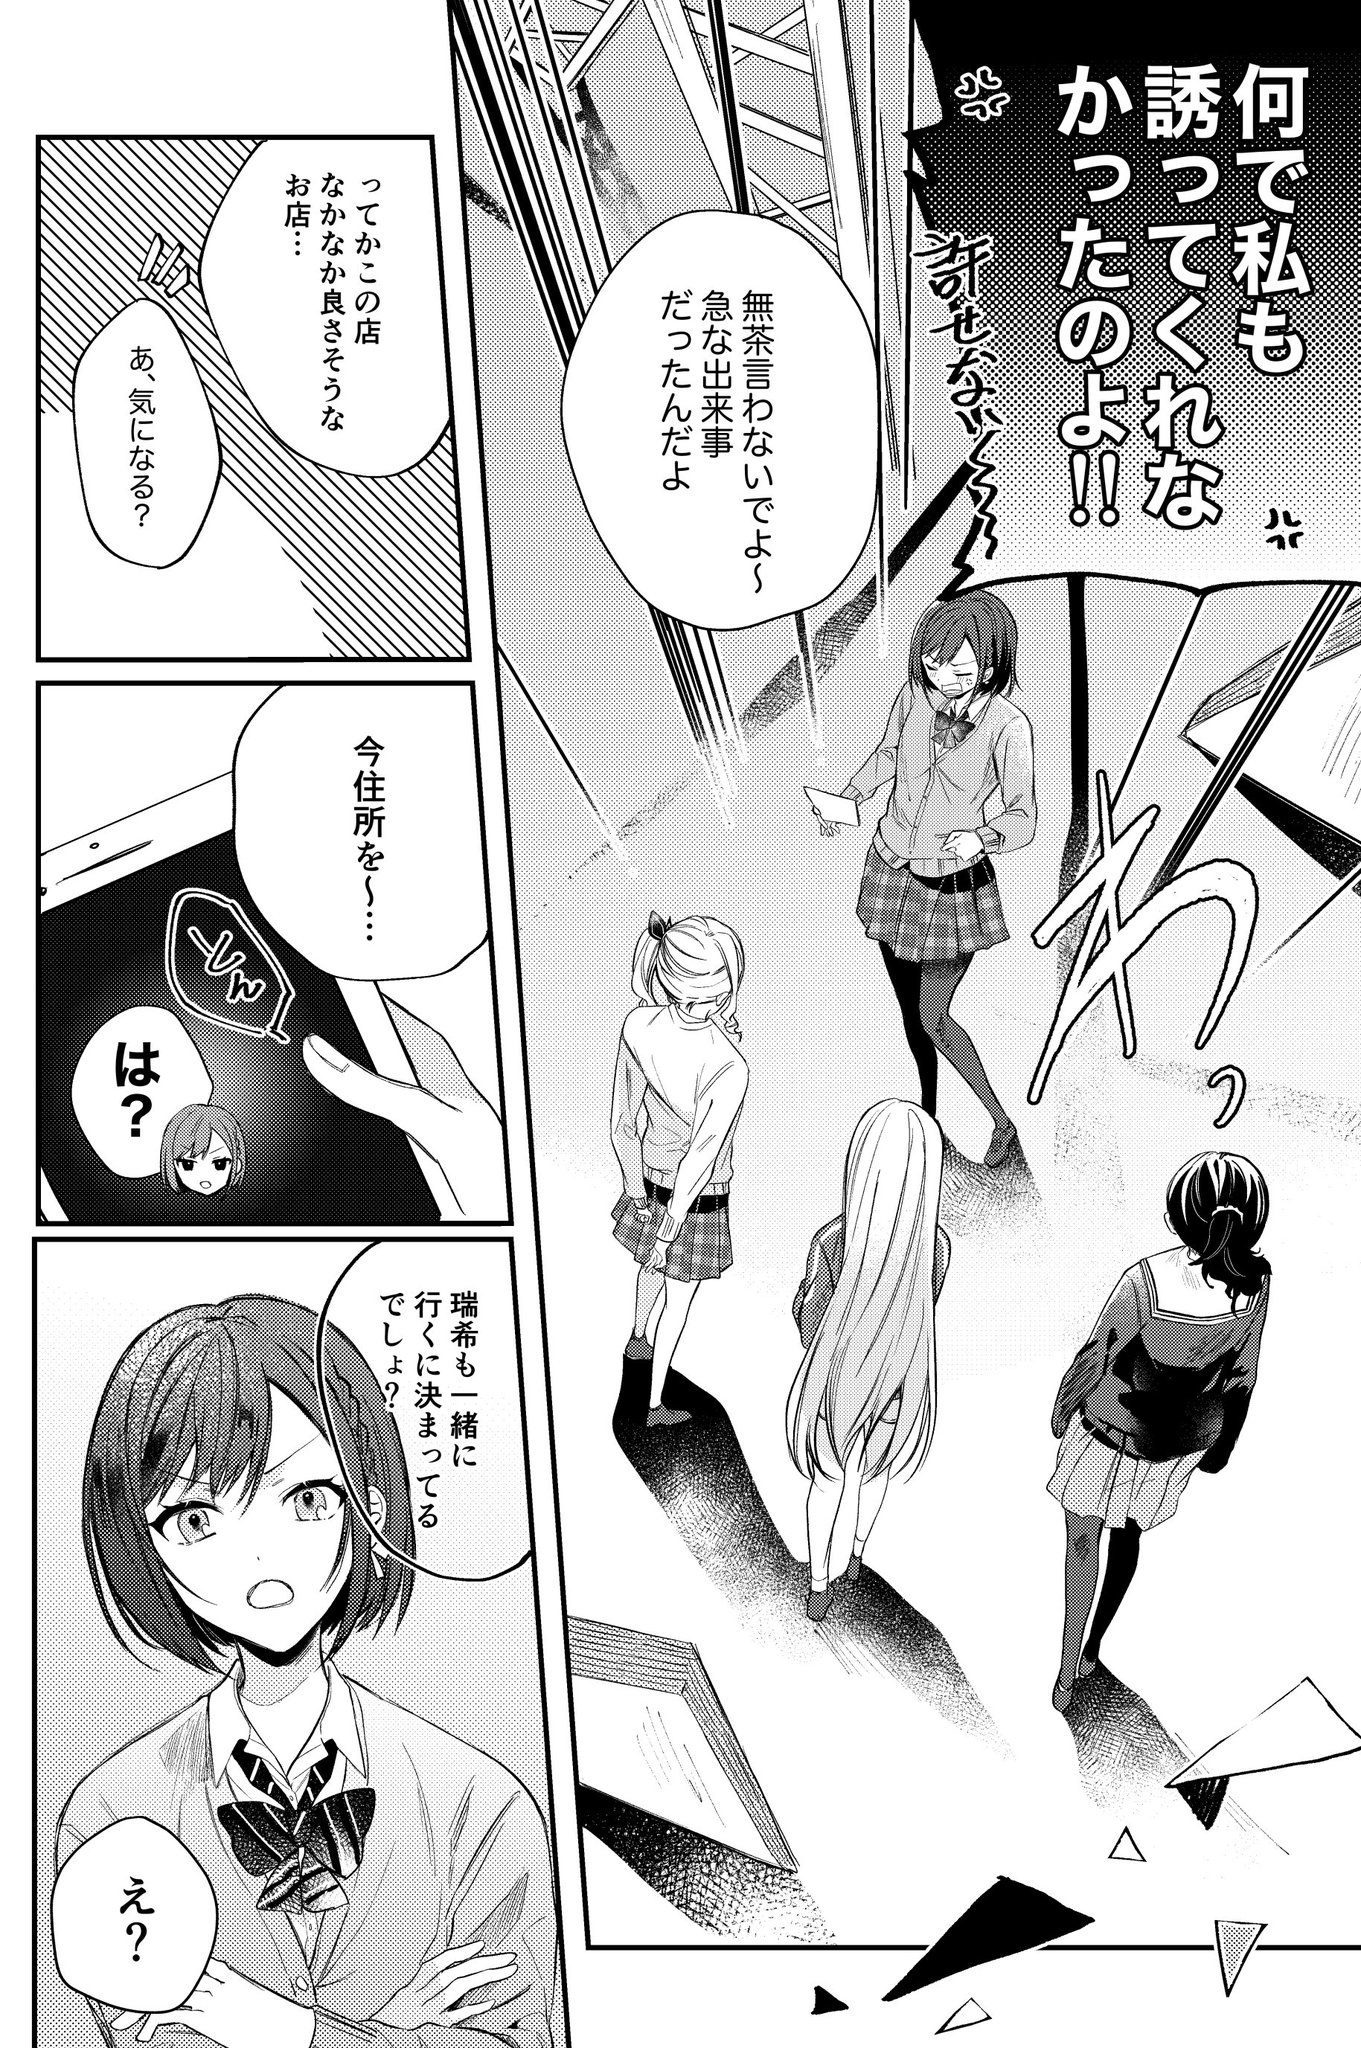 何で私も
誘ってくれな
かったのよ!!
許せない
無茶言わないでよ〜
急な出来事
だったんだよ
わっ
ってかこの店
なかなか良さそうな
お店…
あ、気になる?
今住所を〜…
とん
は?
瑞希も一緒に
行くに決まってる
でしょ?
え?